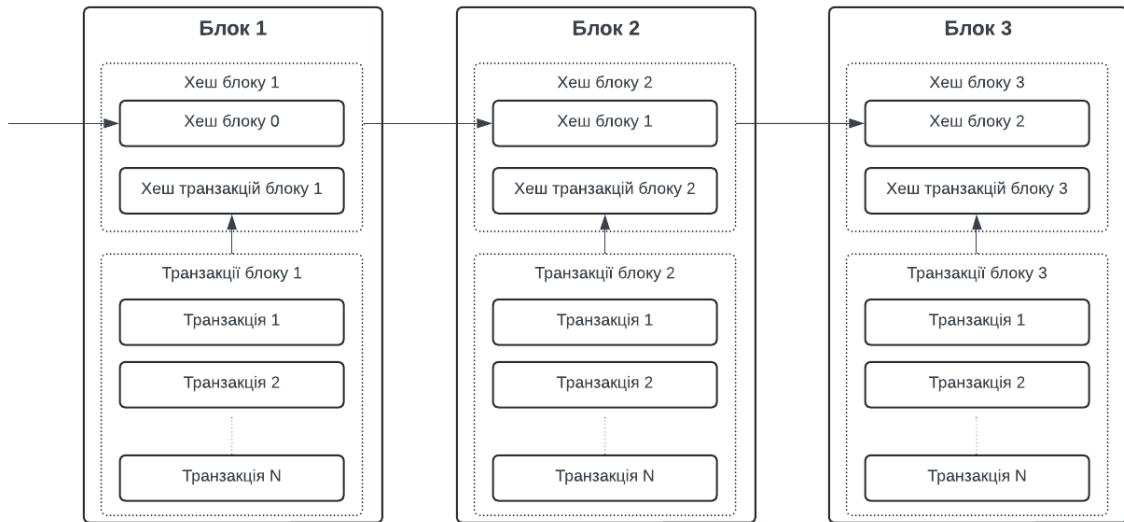 Блок 1
Хеш блоку 1
Хеш блоку 0
Хеш транзакцій блоку 1
Транзакції блоку 1
Транзакція 1
Транзакція 2
Транзакція N
Блок 2
Хеш блоку 2
Хеш блоку 1
Хеш транзакцій блоку 2
Транзакції блоку 2
Транзакція 1
Транзакція 2
Транзакція N
Блок 3
Хеш блоку 3
Хеш блоку 2
Хеш транзакцій блоку 3
Транзакції блоку 3
Транзакція 1
Транзакція 2
Транзакція N